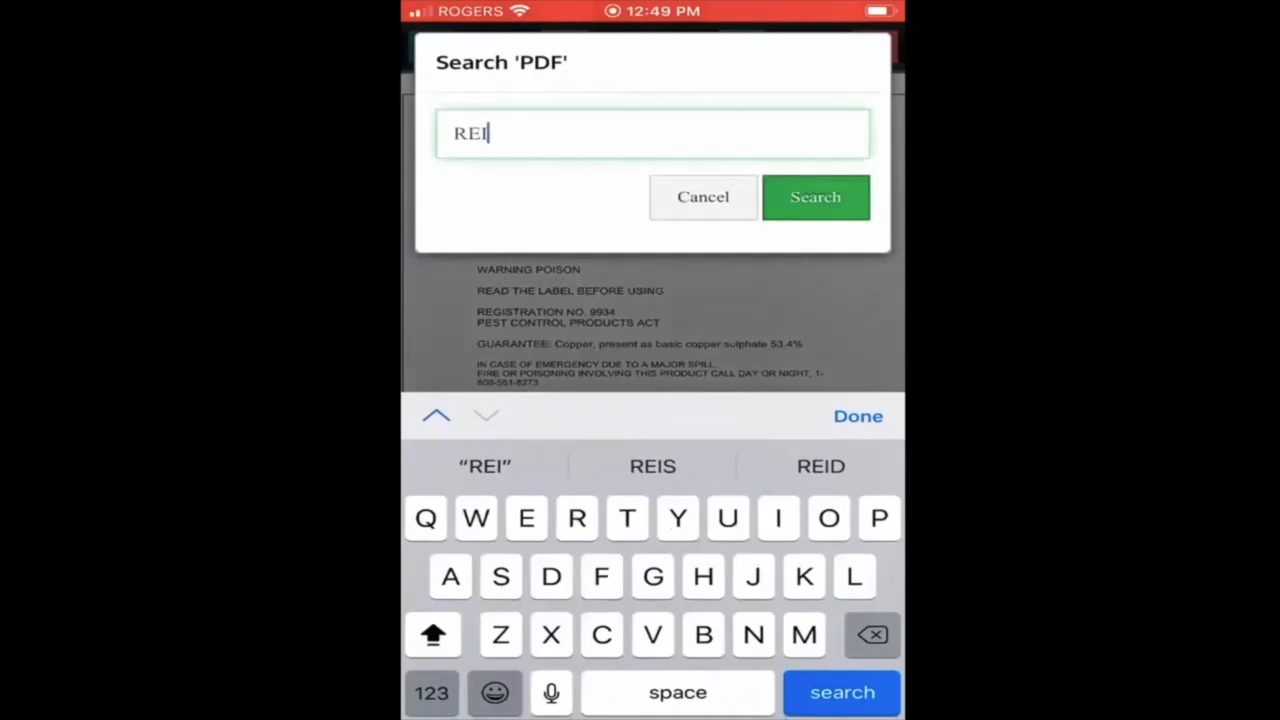 ROGERS 12:49 PM
Search 'PDF'
REI
Cancel Search
WARNING POISON
READ THE LABEL BEFORE USING
REGISTRATION NO. 9934
PEST CONTROL PRODUCTS ACT
GUARANTEE: Copper, present as basic copper sulphate 53.4%
IN CASE OF EMERGENCY DUE TO A MAJOR SPILL,
FIRE OR POISONING INVOLVING THIS PRODUCT CALL DAY OR NIGHT, 1-
800-561-8273
Done
“REI” REIS REID
Q W E R T Y U I O P
A S D F G H J K L
Z X C V B N M
123 space search